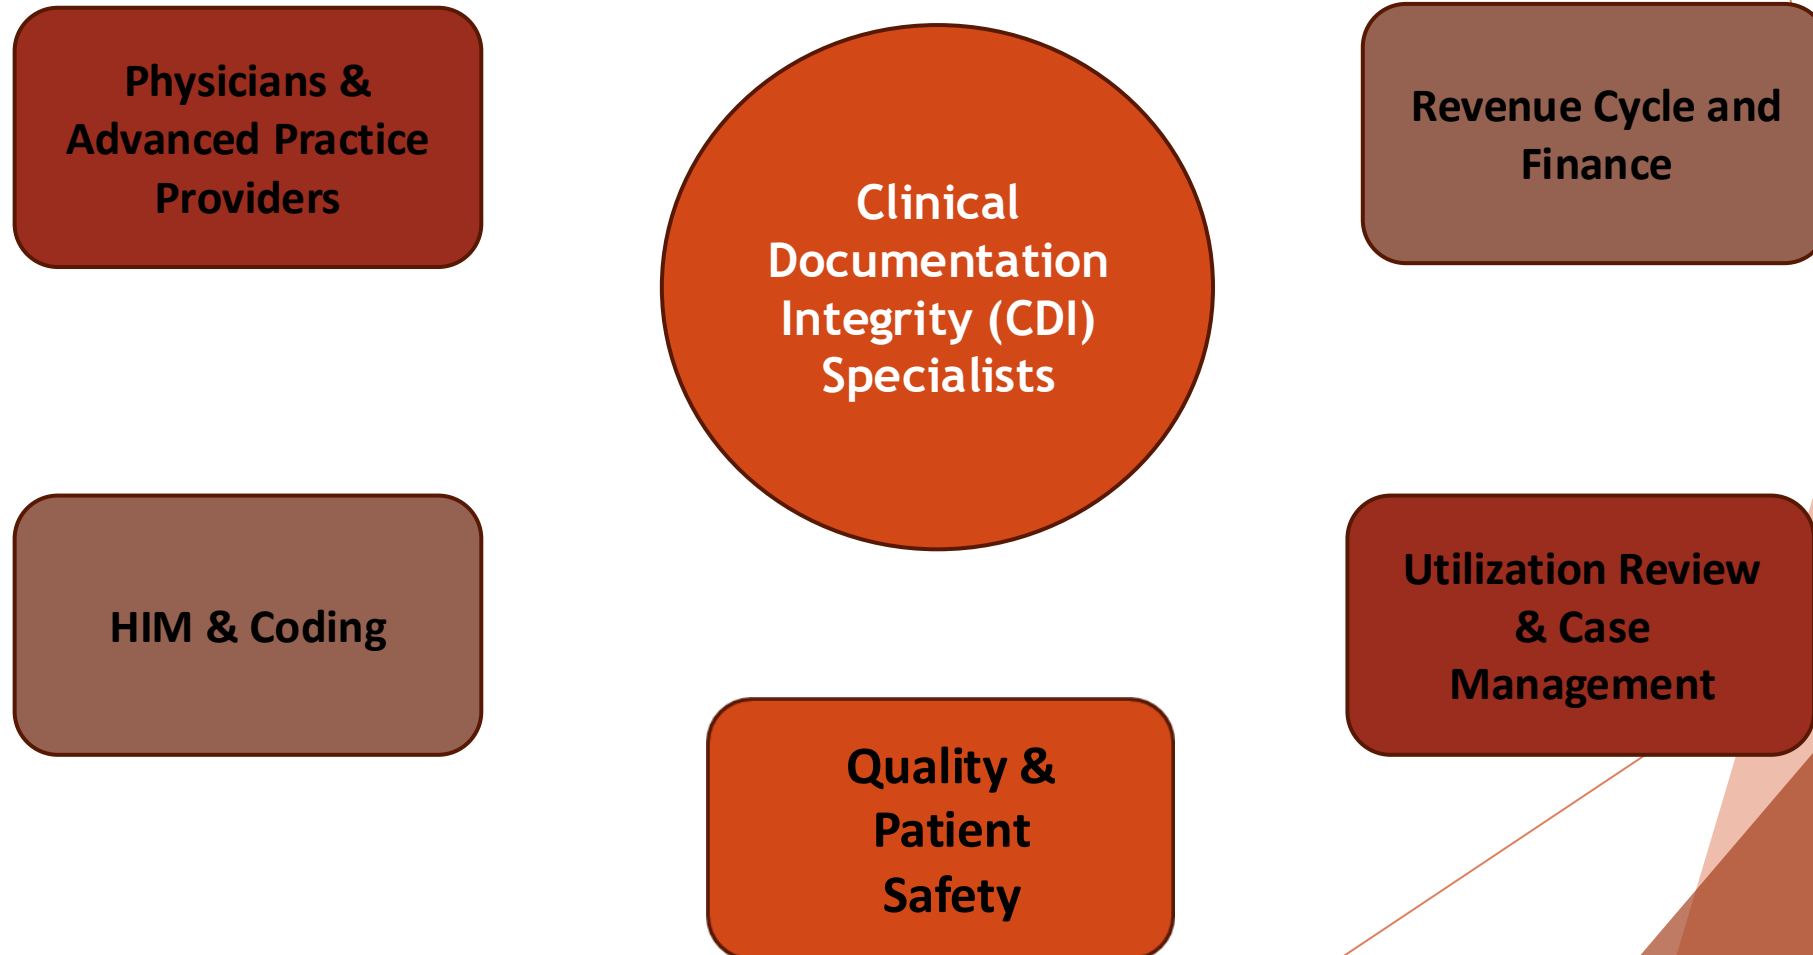 Physicians &
Advanced Practice
Providers
Clinical
Documentation
Integrity (CDI)
Specialists
Revenue Cycle and
Finance
HIM & Coding
Quality &
Patient
Safety
Utilization Review
& Case
Management